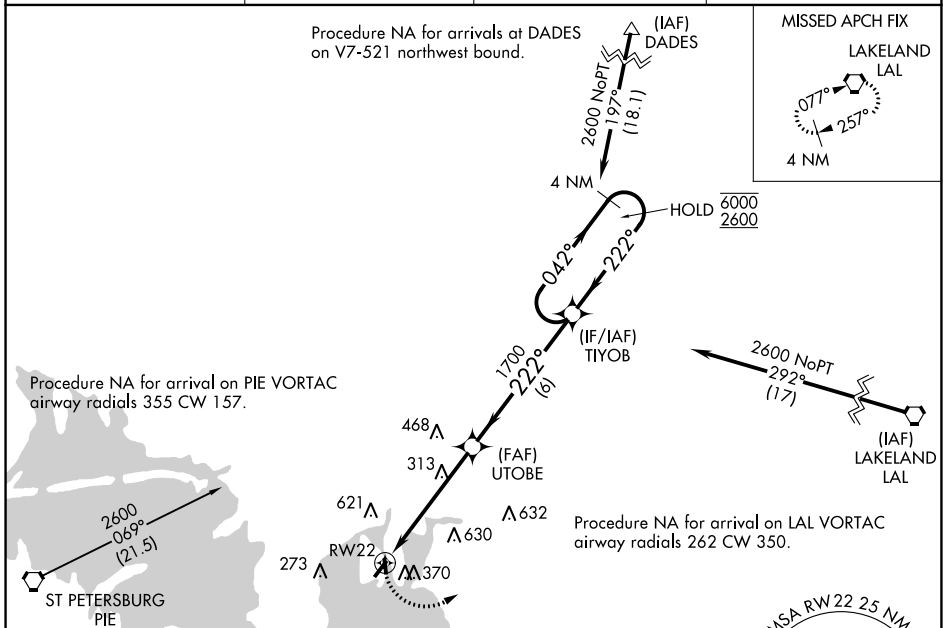 Procedure NA for arrivals at DADES
on V7-521 northwest bound.
(IAF)
DADES
2600 NoPT
197°
(18.1)
MISSED APCH FIX
LAKELAND
LAL
077°
257°
4 NM
4 NM
HOLD
6000
2600
042°
222°
(IF/IAF)
TIYOB
1700
222°
(6)
2600 NoPT
292°
(17)
(IAF)
LAKELAND
LAL
Procedure NA for arrival on PIE VORTAC
airway radials 355 CW 157.
468
(FAF)
UTOBE
313
621
632
630
Procedure NA for arrival on LAL VORTAC
airway radials 262 CW 350.
2600
069°
(21.5)
RW22
273
370
ST PETERSBURG
PIE
MSA RW22 25 NM